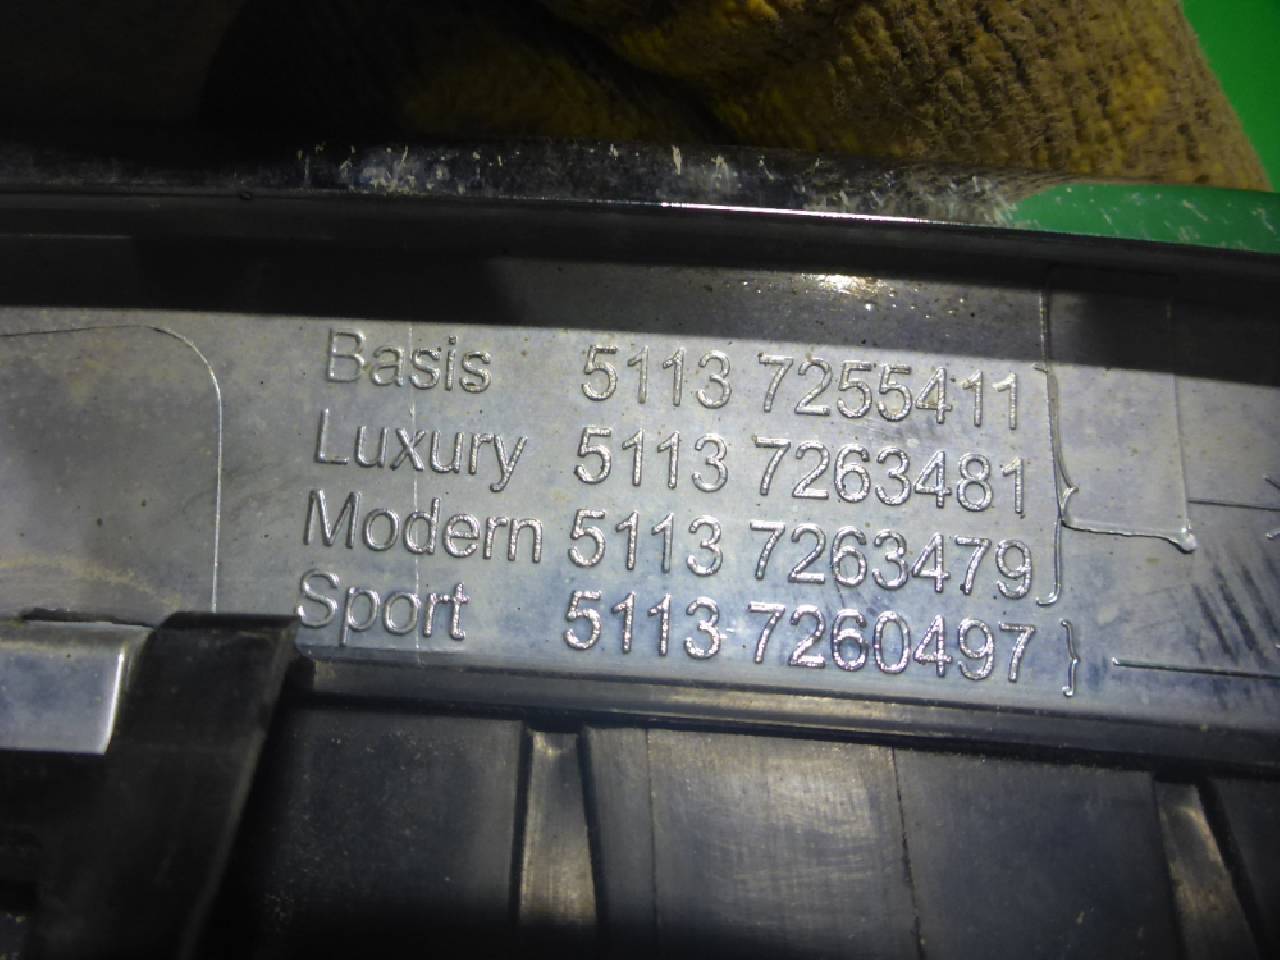 Basis 5113 7255411
Luxury 5113 7263481
Modern 5113 7263479
Sport 5113 7260497 }